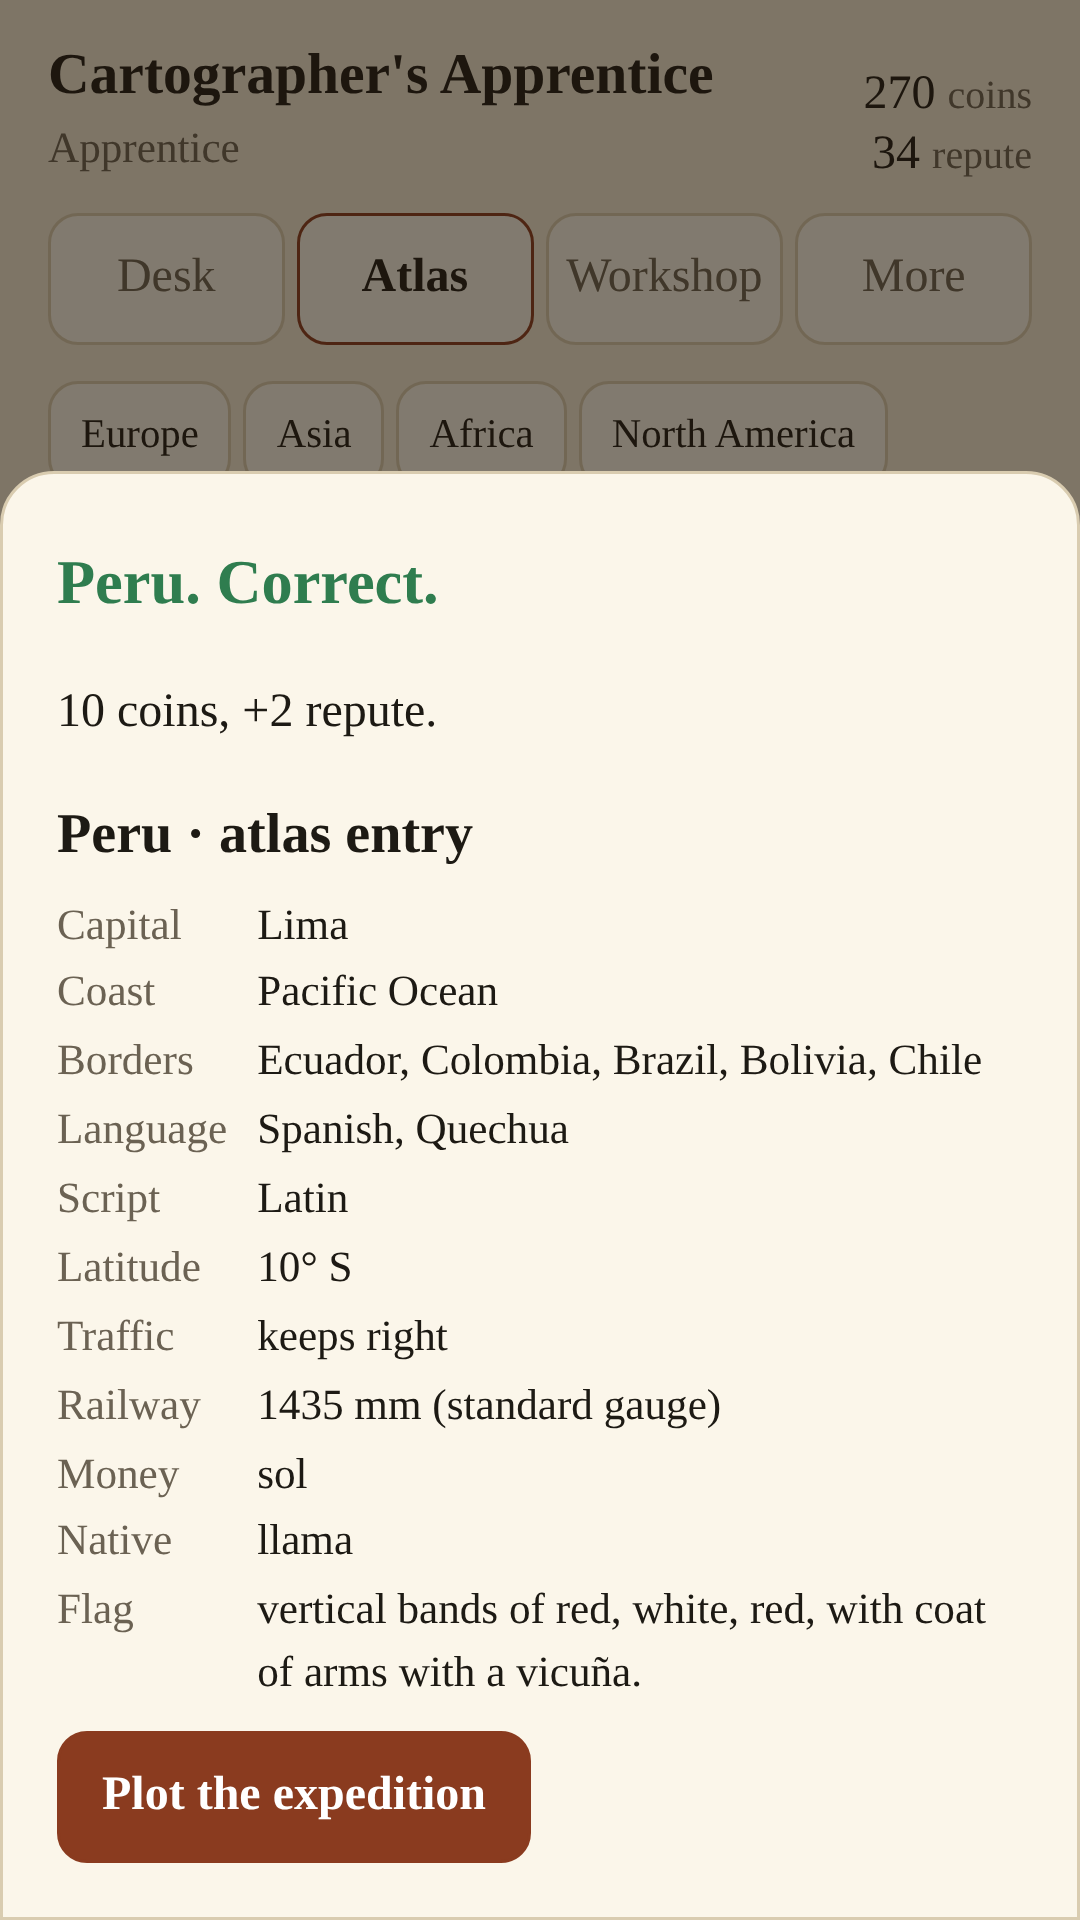 Cartographer's Apprentice
Apprentice
270 coins
34 repute
Desk
Atlas
Workshop
More
Europe
Asia
Africa
North America
Peru. Correct.
10 coins, +2 repute.
Peru · atlas entry
Capital Lima
Coast Pacific Ocean
Borders Ecuador, Colombia, Brazil, Bolivia, Chile
Language Spanish, Quechua
Script Latin
Latitude 10° S
Traffic keeps right
Railway 1435 mm (standard gauge)
Money sol
Native llama
Flag vertical bands of red, white, red, with coat
of arms with a vicuña.
Plot the expedition